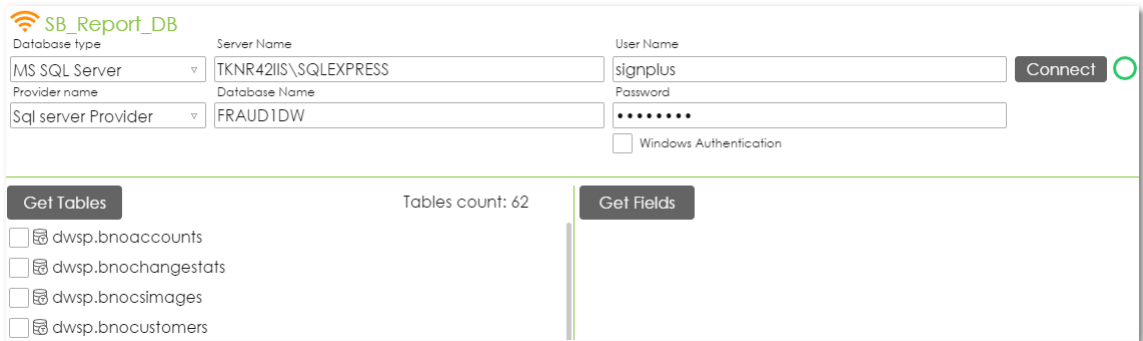 SB_Report_DB
Database type Server Name User Name
MS SQL Server TKNR42IIS\SQLEXPRESS signplus Connect
Provider name Database Name Password
Sql server Provider FRAUD1DW ••••••••
Windows Authentication
Get Tables Tables count: 62 Get Fields
dwsp.bnoaccounts
dwsp.bnochangestats
dwsp.bnocsimages
dwsp.bnocustomers